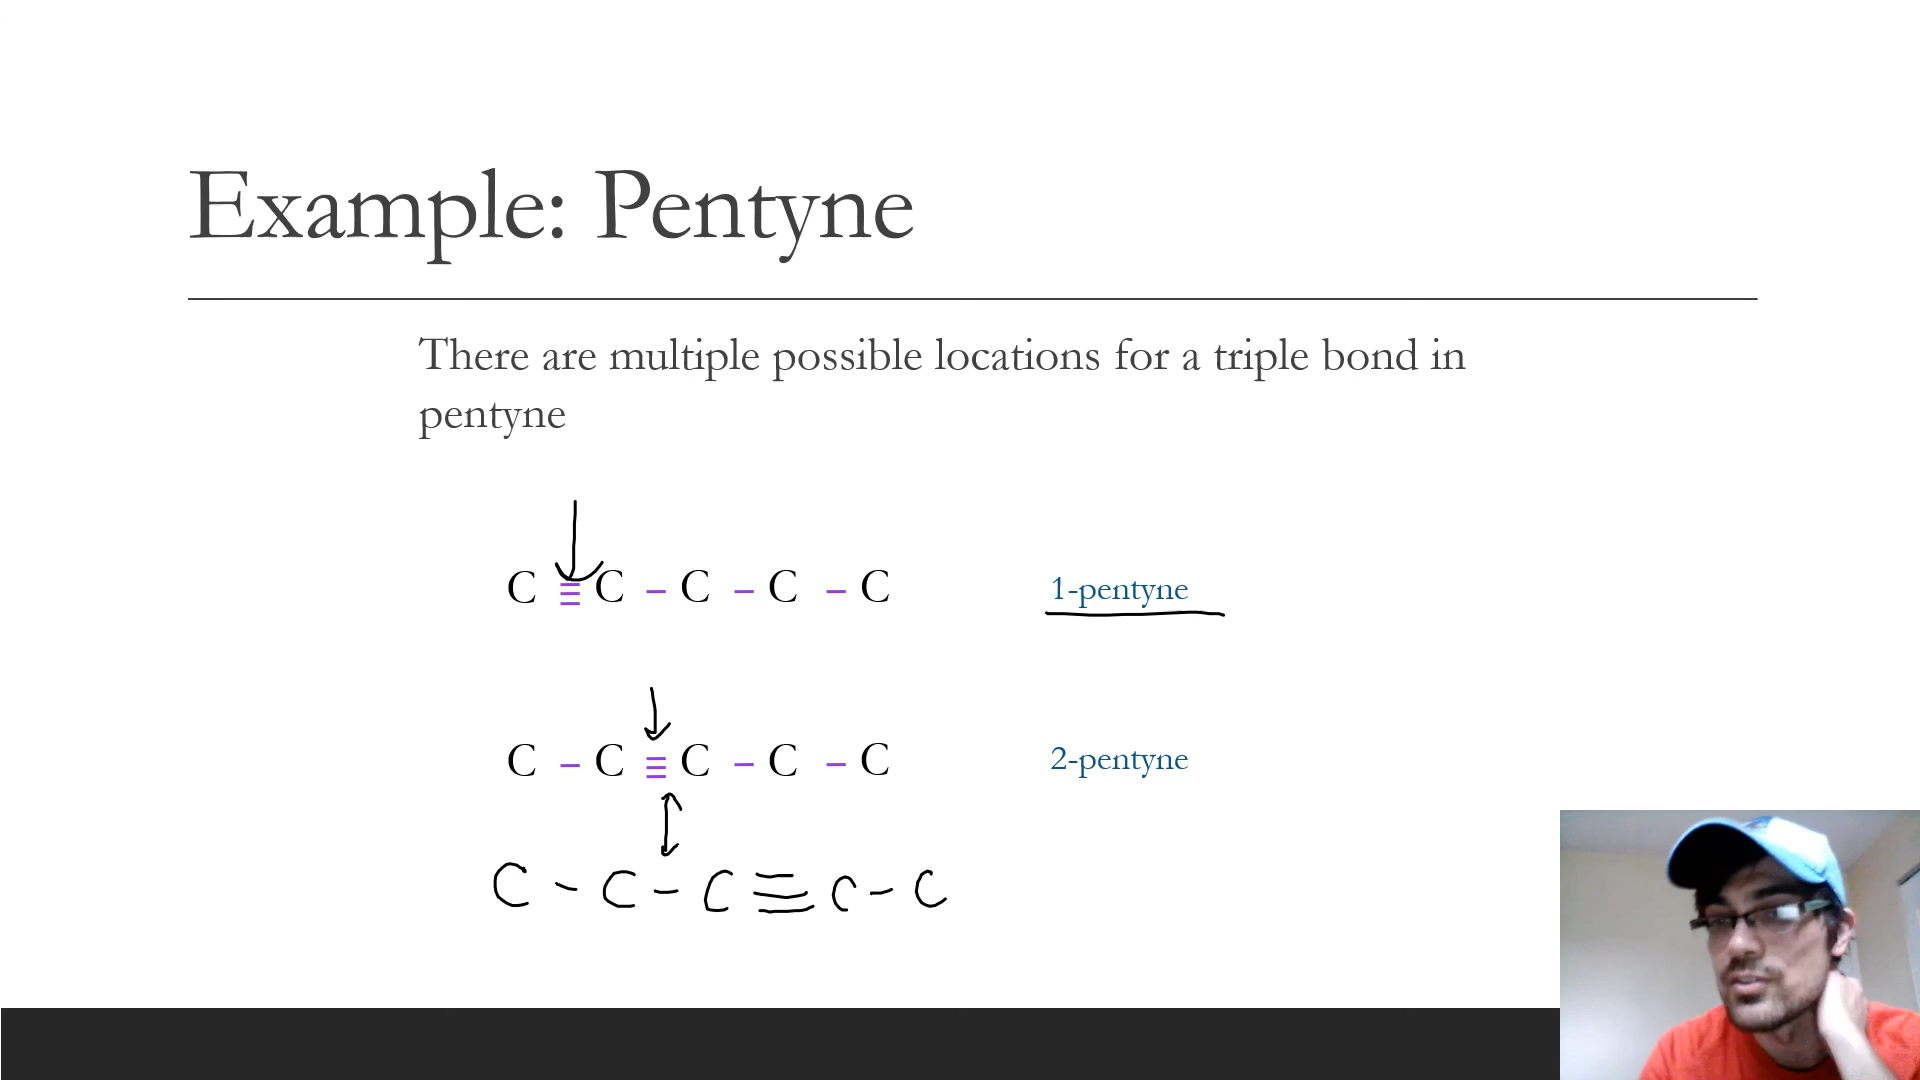 Example: Pentyne
There are multiple possible locations for a triple bond in
pentyne
C ≡ C – C – C – C 1-pentyne
C – C ≡ C – C – C 2-pentyne
C - C - C ≡ C - C